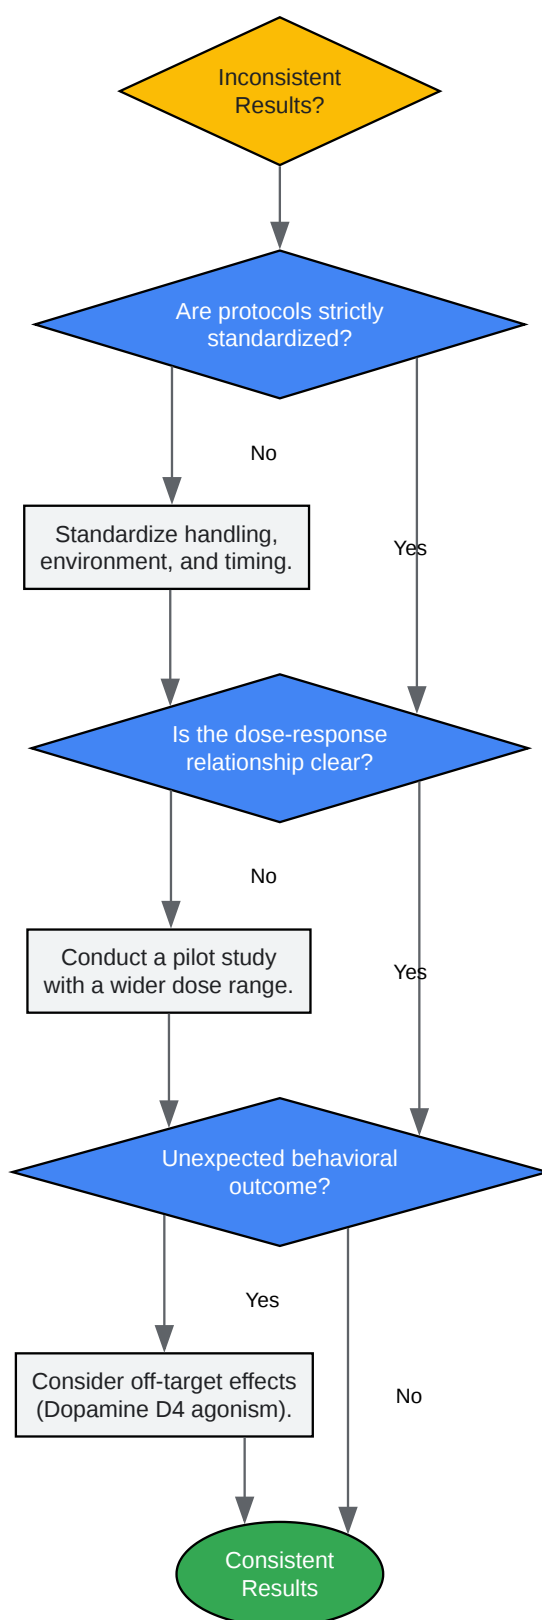 Inconsistent
Results?
Are protocols strictly
standardized?
No
Standardize handling,
environment, and timing.
Yes
Is the dose-response
relationship clear?
No
Conduct a pilot study
with a wider dose range.
Yes
Unexpected behavioral
outcome?
Yes
Consider off-target effects
(Dopamine D4 agonism).
No
Consistent
Results